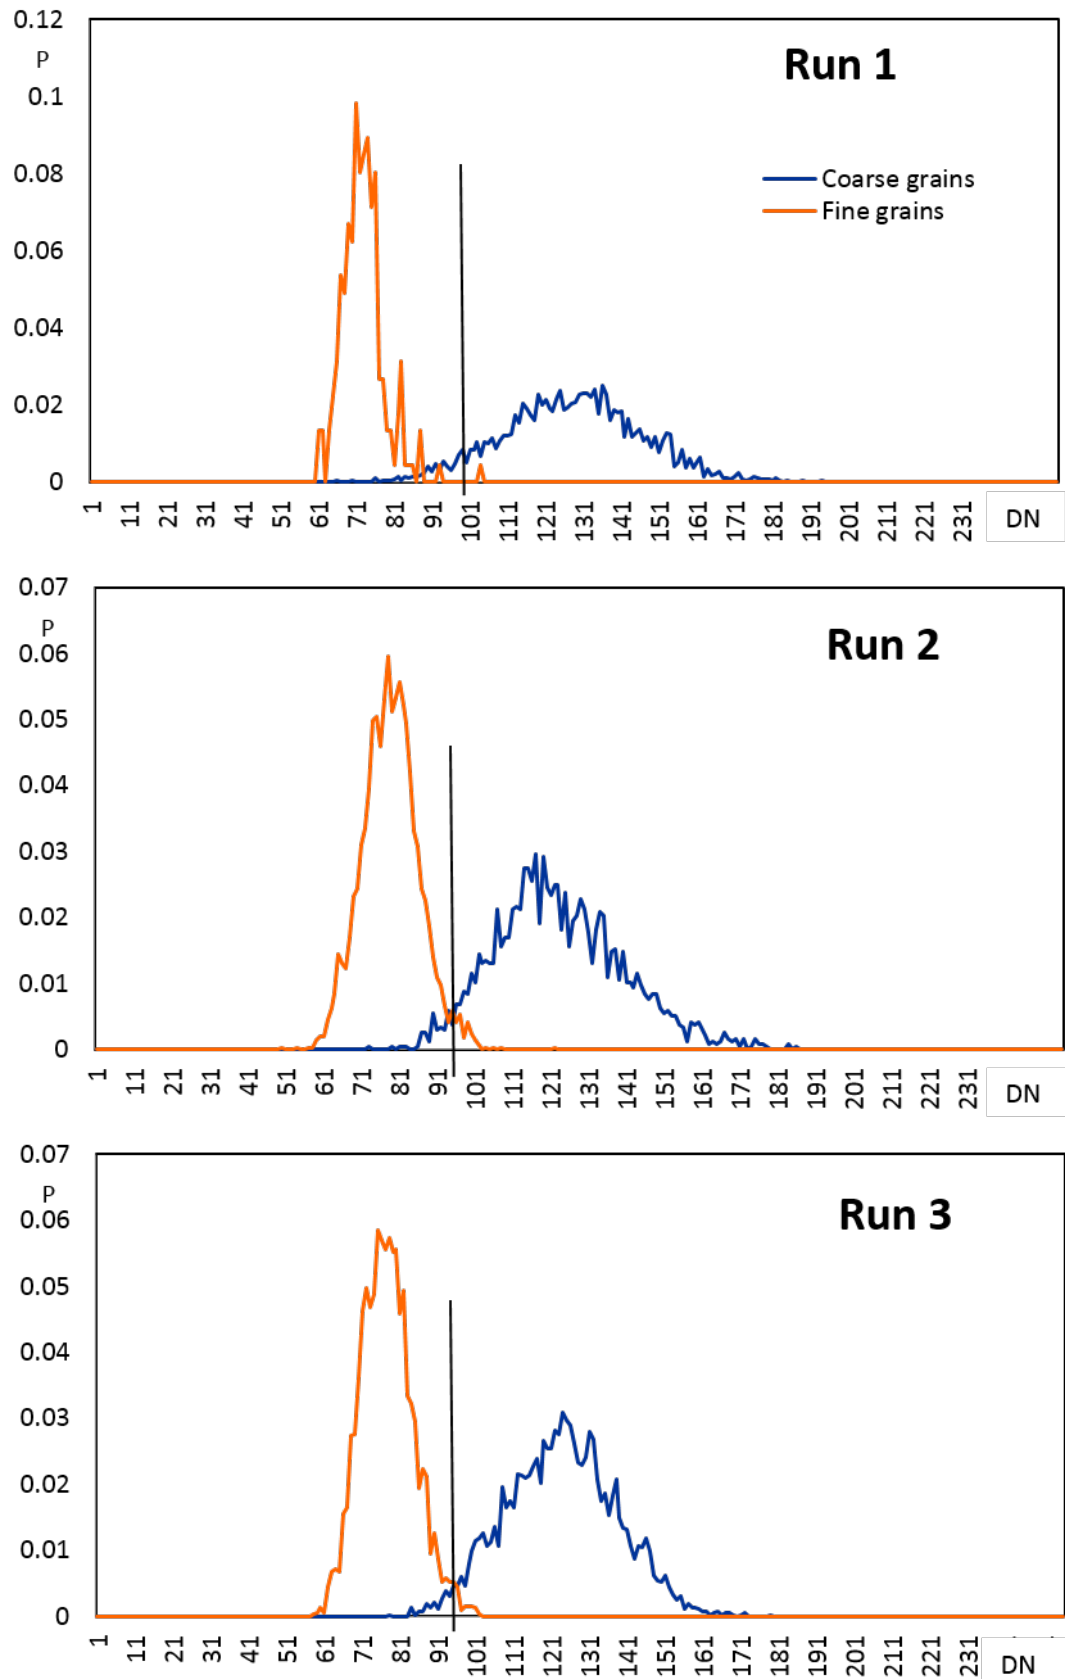 0.12
P
Run 1
0.1
0.08
Coarse grains
Fine grains
0.06
0.04
0.02
0
1 11 21 31 41 51 61 71 81 91 101 111 121 131 141 151 161 171 181 191 201 211 221 231 DN
0.07
P
Run 2
0.06
0.05
0.04
0.03
0.02
0.01
0
1 11 21 31 41 51 61 71 81 91 101 111 121 131 141 151 161 171 181 191 201 211 221 231 DN
0.07
P
Run 3
0.06
0.05
0.04
0.03
0.02
0.01
0
1 11 21 31 41 51 61 71 81 91 101 111 121 131 141 151 161 171 181 191 201 211 221 231 DN